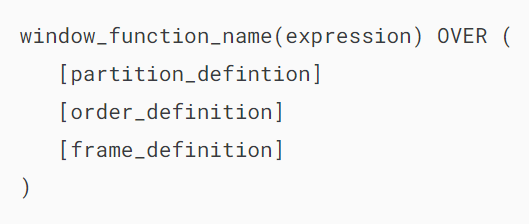 window_function_name(expression) OVER (
   [partition_defintion]
   [order_definition]
   [frame_definition]
)